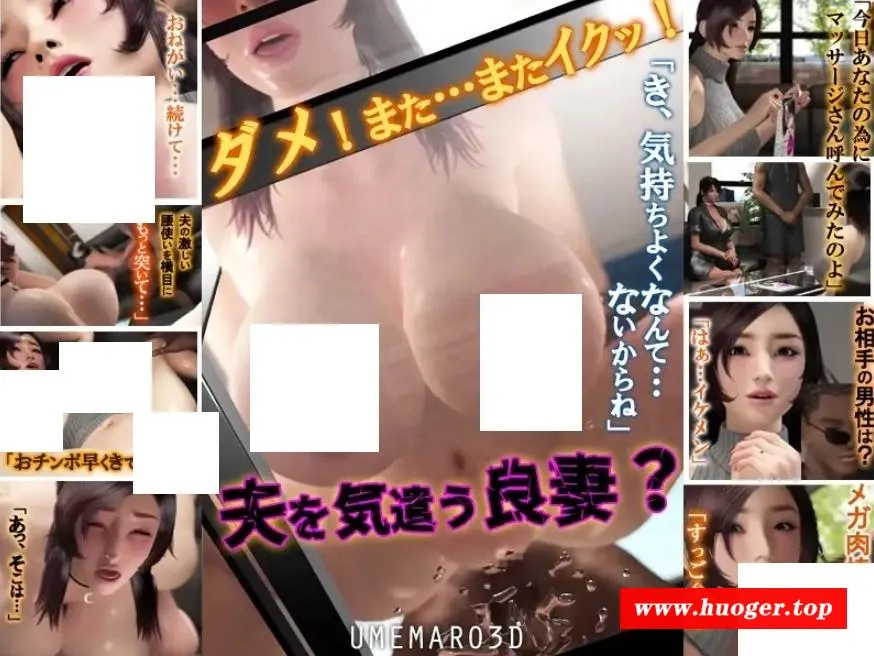 おねがい…続けて…
夫の激しい
腰使いを横目に
もっと突いて…」
「おチンポ早くきて
「あっ、そこは…」
ダメ！また…またイクッ！
「き、気持ちよくなんて…
ないからね」
夫を気遣う良妻？
UMEMARO3D
「今日あなたの為に
マッサージさん呼んでみたのよ」
お相手の男性は？
「はぁ…イケメン」
メガ肉
「すっご
www.huoger.top